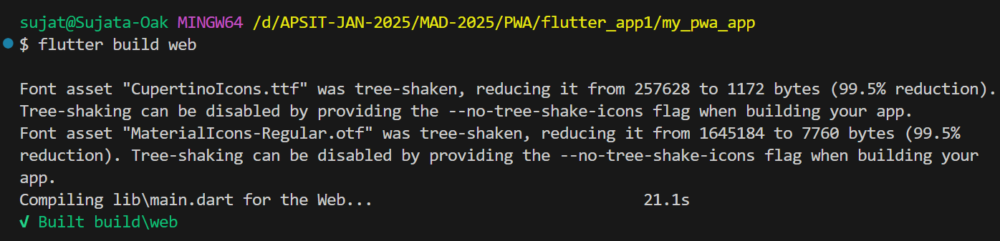 sujat@Sujata-Oak MINGW64 /d/APSIT-JAN-2025/MAD-2025/PWA/flutter_app1/my_pwa_app
$ flutter build web
Font asset "CupertinoIcons.ttf" was tree-shaken, reducing it from 257628 to 1172 bytes (99.5% reduction).
Tree-shaking can be disabled by providing the --no-tree-shake-icons flag when building your app.
Font asset "MaterialIcons-Regular.otf" was tree-shaken, reducing it from 1645184 to 7760 bytes (99.5%
reduction). Tree-shaking can be disabled by providing the --no-tree-shake-icons flag when building your
app.
Compiling lib\main.dart for the Web... 21.1s
√ Built build\web